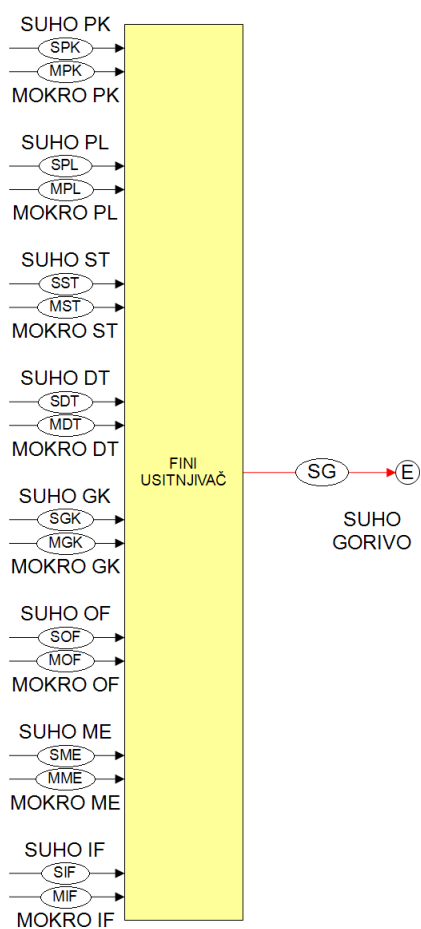 SUHO PK
SPK
MPK
MOKRO PK
SUHO PL
SPL
MPL
MOKRO PL
SUHO ST
SST
MST
MOKRO ST
SUHO DT
SDT
MDT
MOKRO DT
SUHO GK
SGK
MGK
MOKRO GK
SUHO OF
SOF
MOF
MOKRO OF
SUHO ME
SME
MME
MOKRO ME
SUHO IF
SIF
MIF
MOKRO IF
FINI
USITNJIVAČ
SG
E
SUHO
GORIVO